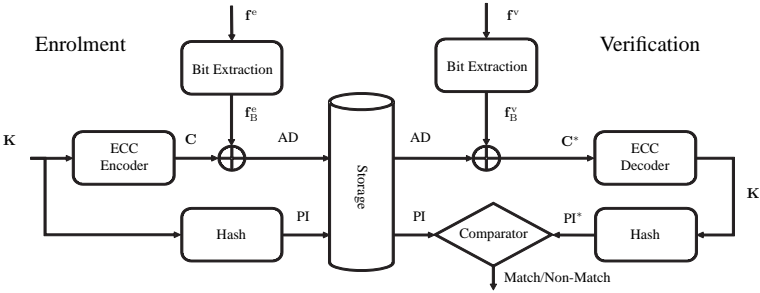 f^e
f^v
Enrolment
Verification
Bit Extraction
Bit Extraction
f_B^e
f_B^v
K
ECC
Encoder
C
AD
Storage
AD
C*
ECC
Decoder
K
Hash
PI
PI
Comparator
PI*
Hash
Match/Non-Match